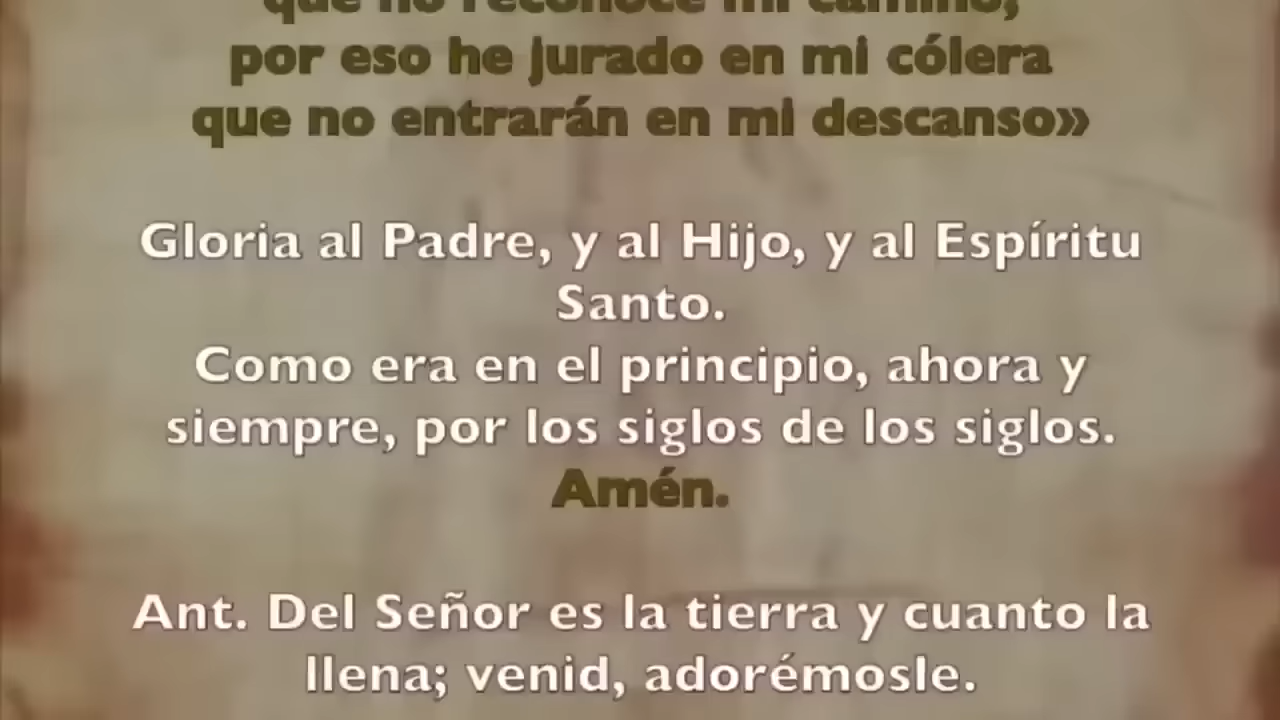 que no reconoce mi camino,
por eso he jurado en mi cólera
que no entrarán en mi descanso»
Gloria al Padre, y al Hijo, y al Espíritu
Santo.
Como era en el principio, ahora y
siempre, por los siglos de los siglos.
Amén.
Ant. Del Señor es la tierra y cuanto la
llena; venid, adorémosle.